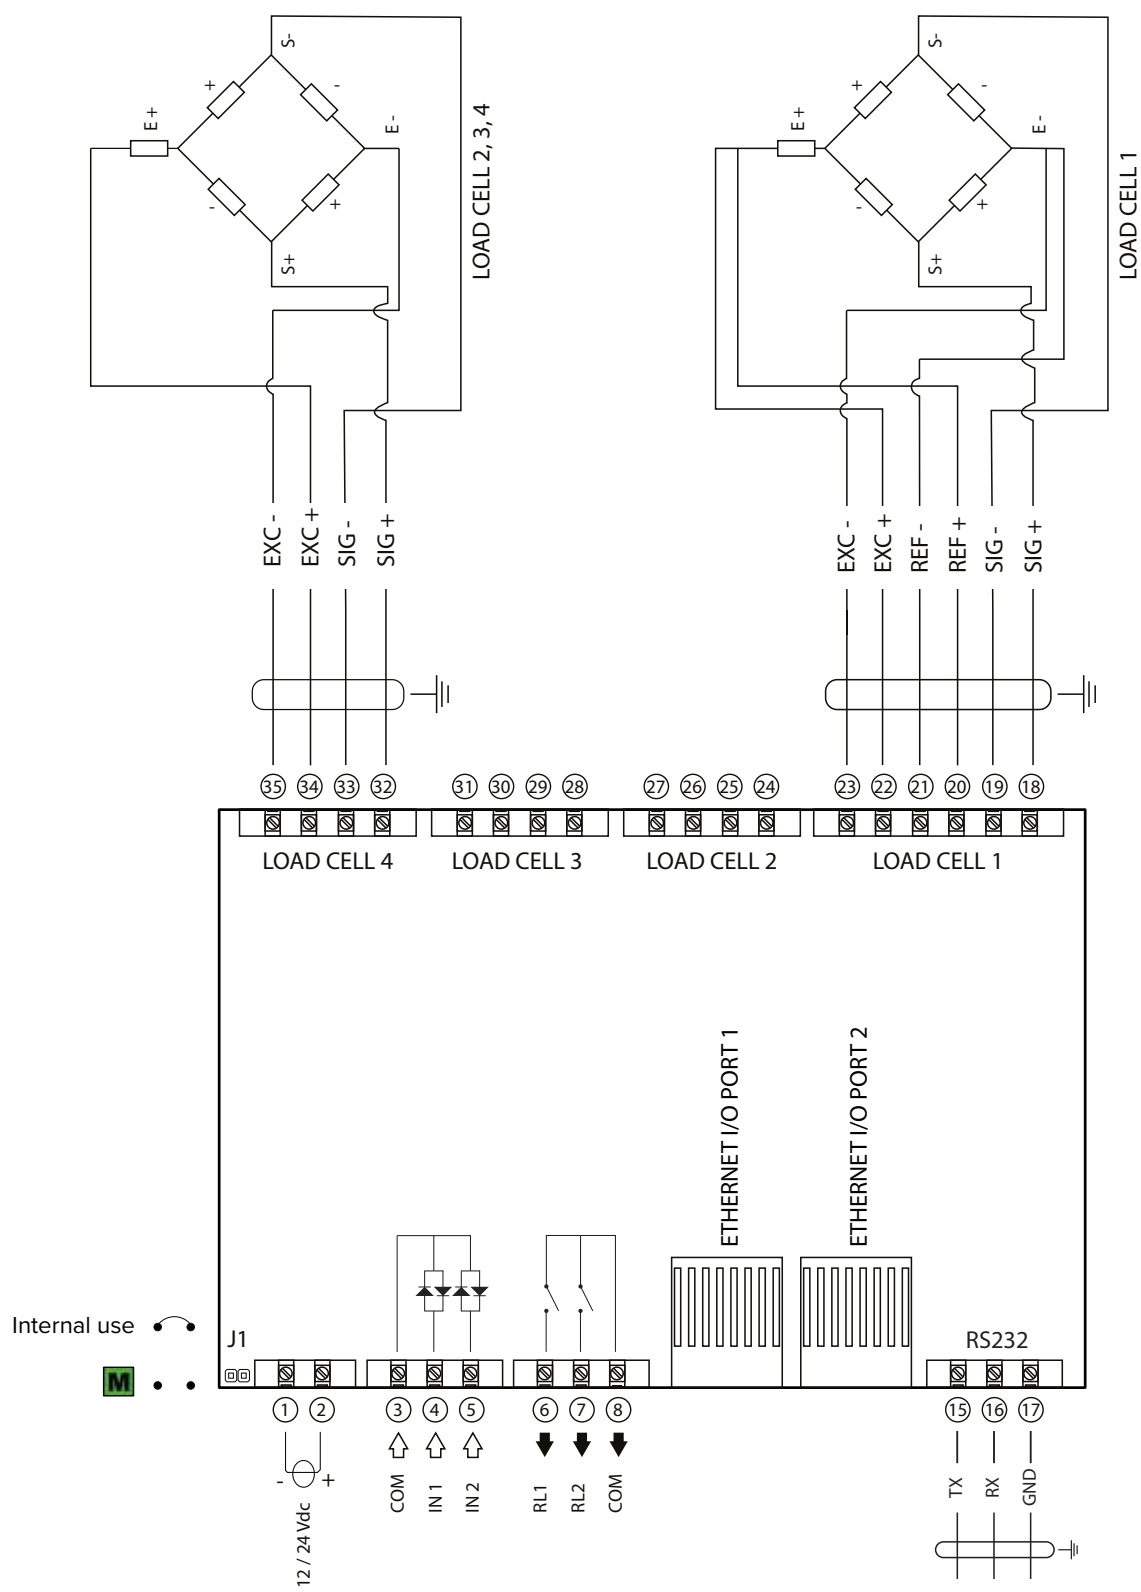 S-
+
-
E+
E-
-
+
S+
LOAD CELL 2, 3, 4
S-
+
-
E+
E-
-
+
S+
LOAD CELL 1
EXC -
EXC +
SIG -
SIG +
EXC -
EXC +
REF -
REF +
SIG -
SIG +
35 34 33 32 31 30 29 28 27 26 25 24 23 22 21 20 19 18
LOAD CELL 4 LOAD CELL 3 LOAD CELL 2 LOAD CELL 1
ETHERNET I/O PORT 1
ETHERNET I/O PORT 2
Internal use
J1
RS232
M
1 2 3 4 5 6 7 8 15 16 17
- +
12 / 24 Vdc
COM
IN 1
IN 2
RL1
RL2
COM
TX
RX
GND